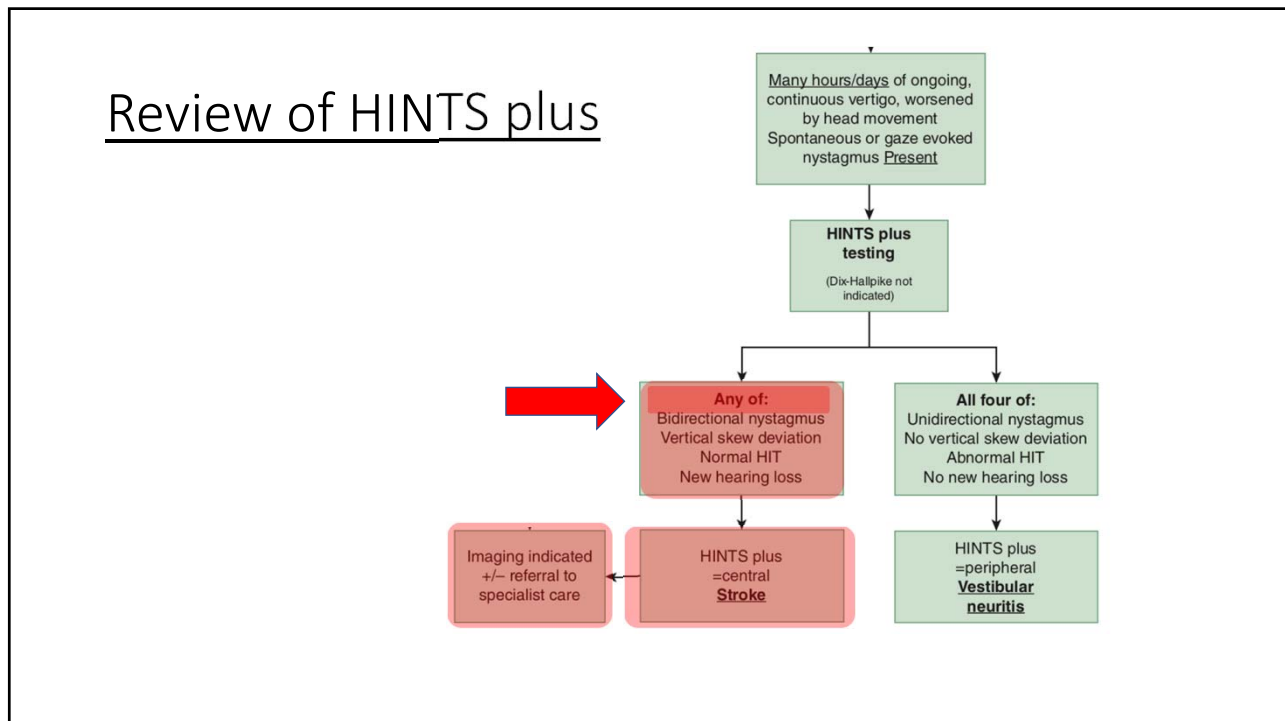 Review of HINTS plus
Many hours/days of ongoing,
continuous vertigo, worsened
by head movement
Spontaneous or gaze evoked
nystagmus Present
HINTS plus
testing
(Dix-Hallpike not
indicated)
Any of:
Bidirectional nystagmus
Vertical skew deviation
Normal HIT
New hearing loss
All four of:
Unidirectional nystagmus
No vertical skew deviation
Abnormal HIT
No new hearing loss
Imaging indicated
+/– referral to
specialist care
HINTS plus
=central
Stroke
HINTS plus
=peripheral
Vestibular
neuritis